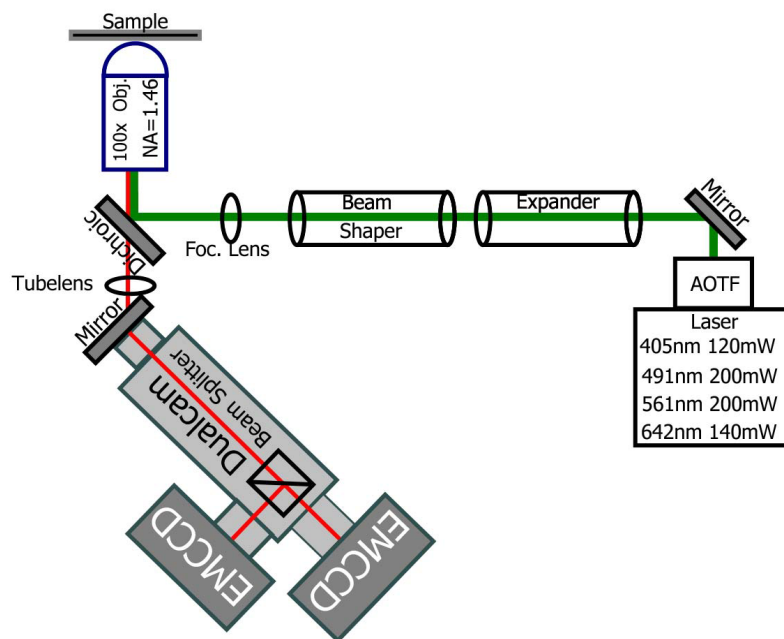 Sample
100x Obj.
NA=1.46
Mirror
Beam
Shaper
Expander
Dichroic
Foc. Lens
AOTF
Tubelens
Mirror
Laser
405nm 120mW
491nm 200mW
561nm 200mW
642nm 140mW
Dualcam
Beam Splitter
EMCCD
EMCCD